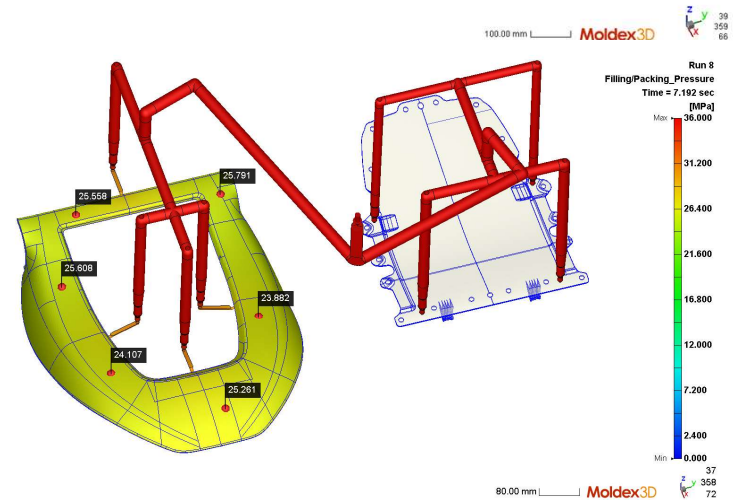 100.00 mm Moldex3D
z
y
x
39
359
66
Run 8
Filling/Packing_Pressure
Time = 7.192 sec
[MPa]
Max 36.000
31.200
26.400
21.600
16.800
12.000
7.200
2.400
Min 0.000
25.558
25.791
25.608
23.882
24.107
25.261
80.00 mm Moldex3D
z
y
x
37
358
72